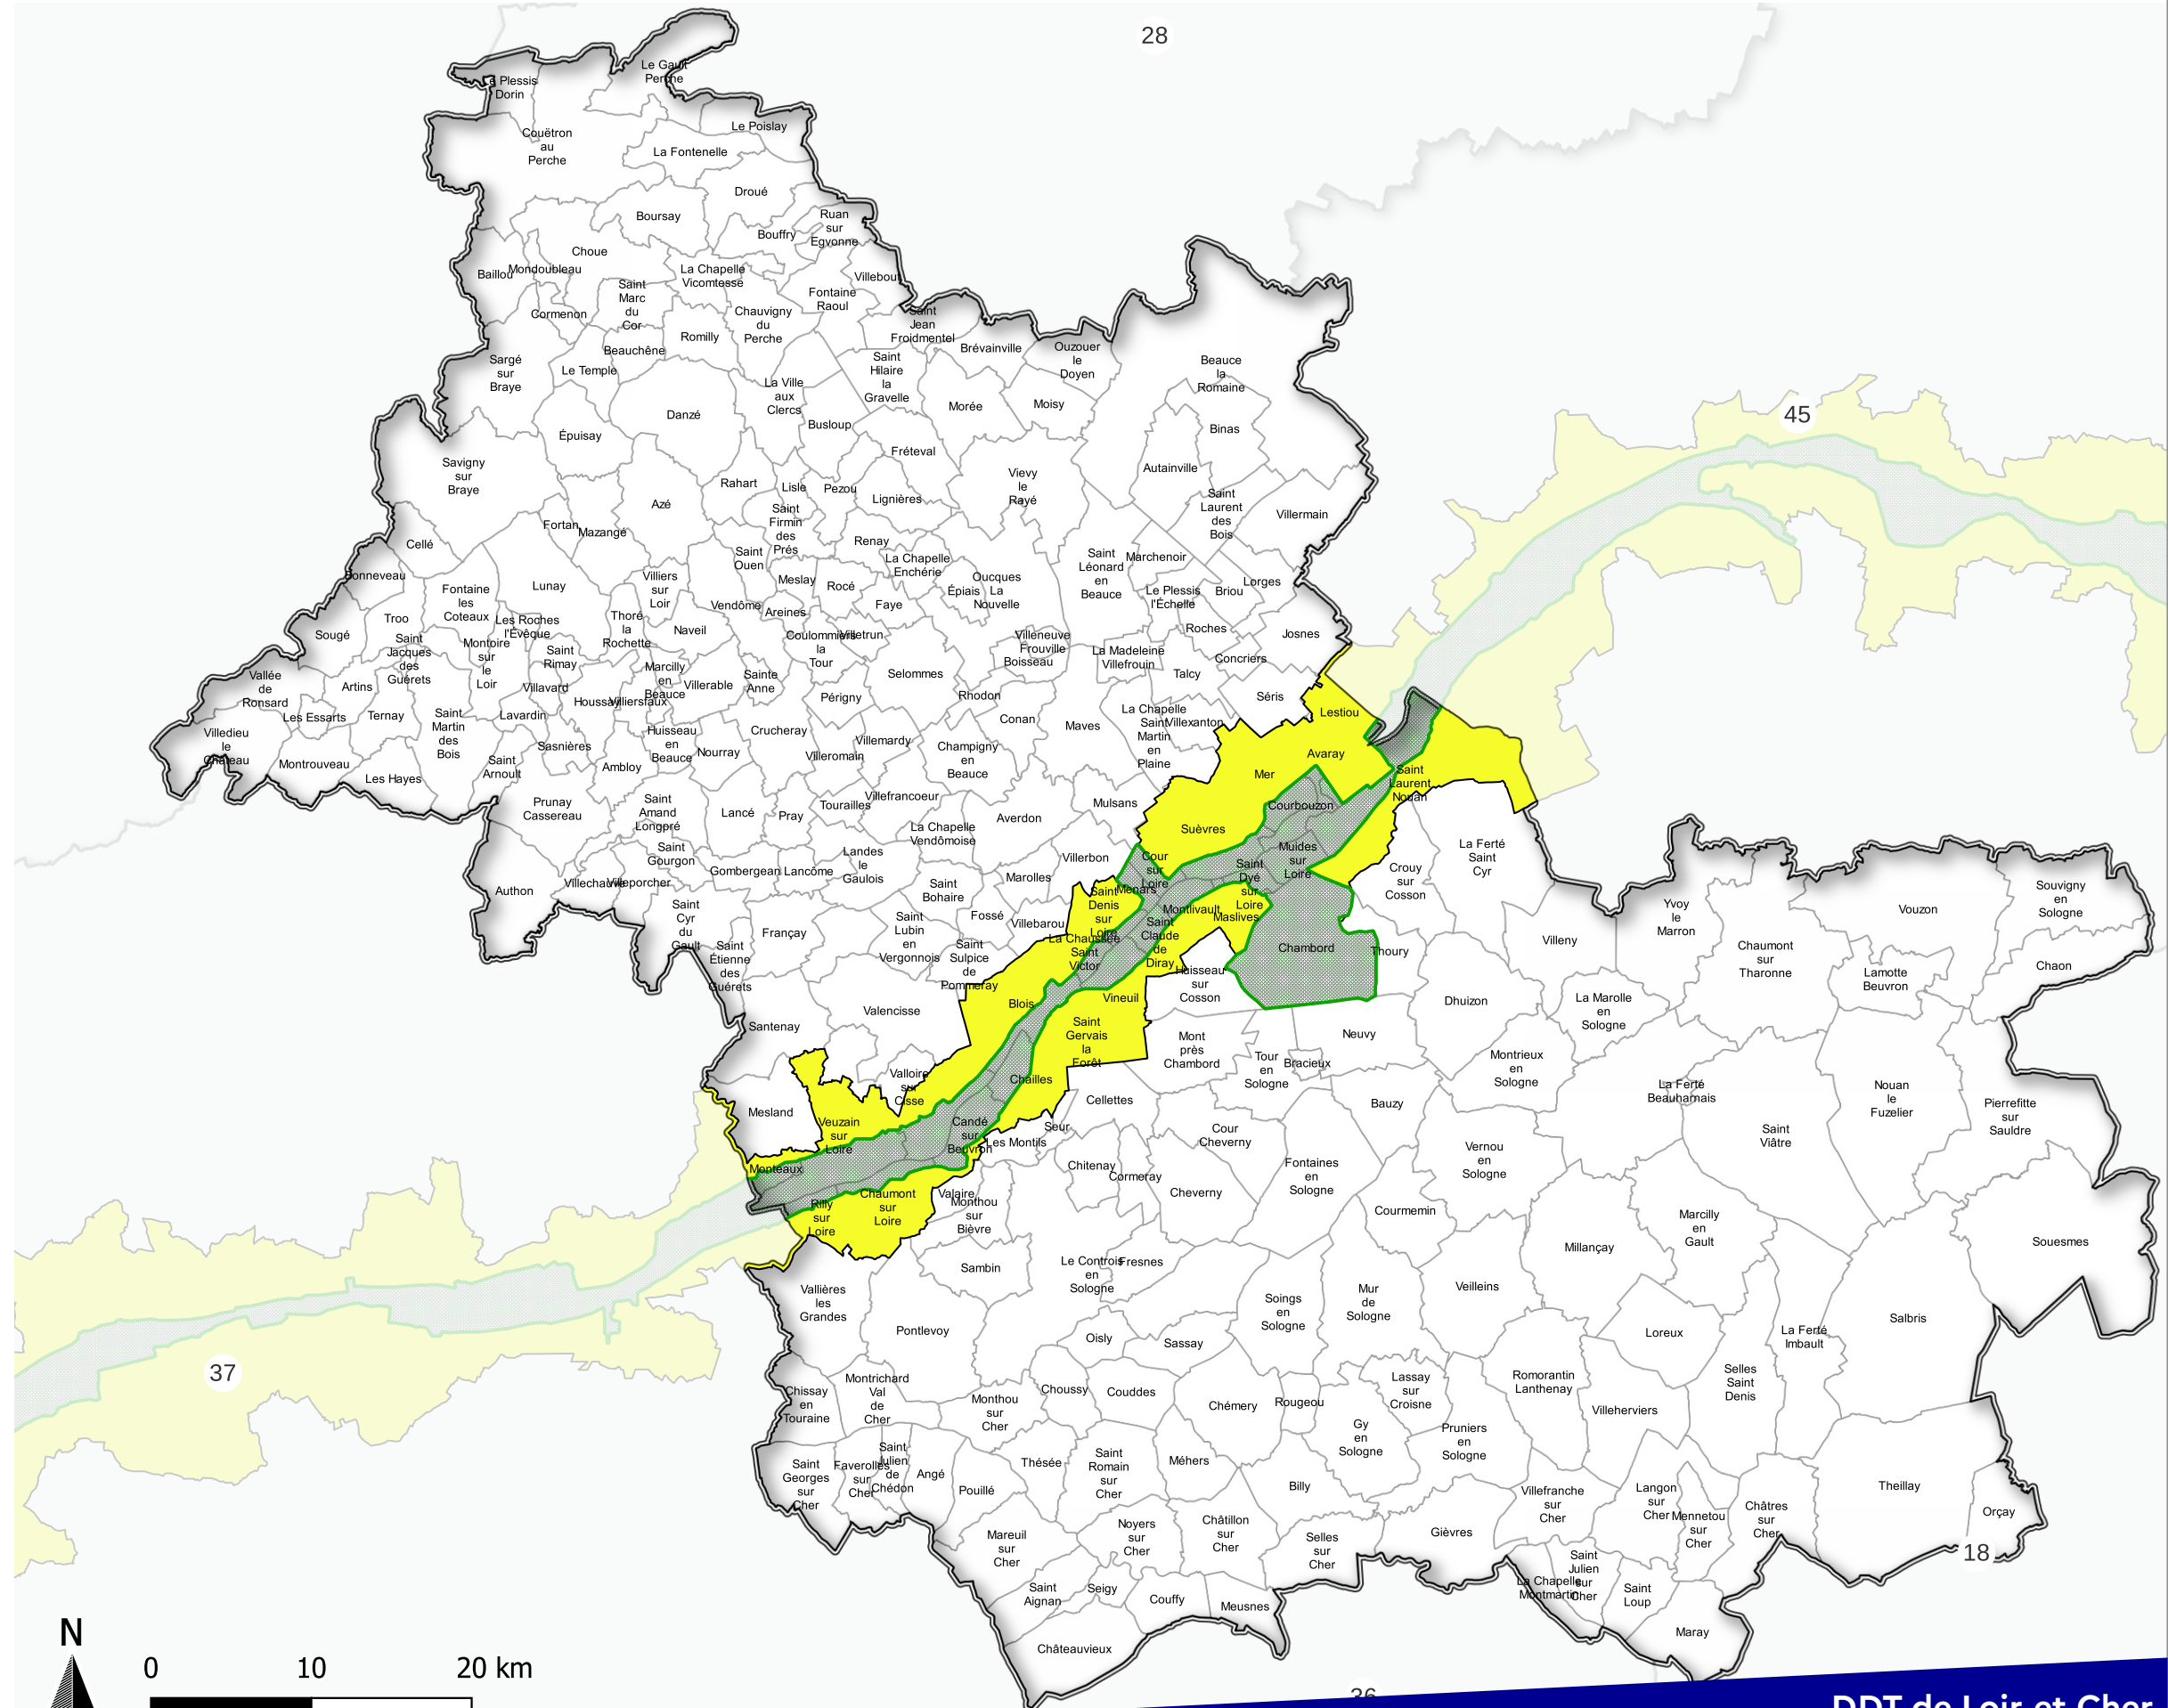 28
Le Gault
Perche
Le Plessis
Dorin
Couëtron
au
Perche
Le Poislay
La Fontenelle
Droué
Boursay
Ruan
sur
Egvonne
Bouffry
Choue
Baillou
Mondoubleau
La Chapelle
Vicomtesse
Villebout
Saint
Marc
du
Cor
Fontaine
Raoul
Cormenon
Chauvigny
du
Perche
Saint
Jean
Froidmentel
Romilly
Beauchêne
Brévainville
Ouzouer
le
Doyen
Sargé
sur
Braye
Le Temple
Saint
Hilaire
la
Gravelle
Beauce
la
Romaine
La Ville
aux
Clercs
Morée
Moisy
Danzé
Busloup
45
Épuisay
Binas
Fréteval
Savigny
sur
Braye
Autainville
Vievy
le
Rayé
Rahart
Lisle
Pezou
Lignières
Azé
Saint
Laurent
des
Bois
Villermain
Saint
Firmin
des
Prés
Fortan
Mazangé
Cellé
Renay
Saint
Ouen
La Chapelle
Enchérie
Saint
Léonard
en
Beauce
Marchenoir
Bonneveau
Lunay
Villiers
sur
Loir
Meslay
Rocé
Oucques
La
Nouvelle
Épiais
Le Plessis
l'Échelle
Briou
Lorges
Fontaine
les
Coteaux
Vendôme
Areines
Faye
Troo
Les Roches
l'Évêque
Thoré
la
Rochette
Naveil
Sougé
Coulommiers
la
Tour
Villetrun
Villeneuve
Frouville
Boisseau
Roches
Josnes
Saint
Jacques
des
Guérets
Montoire
sur
le
Loir
Saint
Rimay
La Madeleine
Villefrouin
Concriers
Talcy
Vallée
de
Ronsard
Artins
Villavard
Houssay
Villiersfaux
Marcilly
en
Beauce
Villerable
Sainte
Anne
Selommes
Périgny
Rhodon
Séris
Les Essarts
Ternay
Saint
Martin
des
Bois
Lavardin
Conan
Maves
La Chapelle
Saint
Martin
en
Plaine
Villexanton
Lestiou
Villedieu
le
Château
Sasnières
Huisseau
en
Beauce
Crucheray
Nourray
Villeromain
Villemardy
Champigny
en
Beauce
Avaray
Montrouveau
Les Hayes
Saint
Arnoult
Ambloy
Mer
Saint
Laurent
Nouan
Prunay
Cassereau
Saint
Amand
Longpré
Lancé
Pray
Tourailles
Villefrancoeur
Mulsans
Courbouzon
Averdon
La Chapelle
Vendômoise
Suèvres
Saint
Gourgon
Landes
le
Gaulois
Villerbon
Cour
sur
Loire
Muides
sur
Loire
La Ferté
Saint
Cyr
Authon
Villechauve
Villeporcher
Gombergean
Lancôme
Marolles
Saint
Bohaire
Menars
Saint
Dyé
sur
Loire
Crouy
sur
Cosson
Souvigny
en
Sologne
Saint
Cyr
du
Gault
Françay
Saint
Lubin
en
Vergonnois
Fossé
Villebarou
Saint
Denis
sur
Loire
Montlivault
Maslives
Yvoy
le
Marron
Vouzon
Saint
Étienne
des
Guérets
Saint
Sulpice
de
Pommeray
La Chaussée
Saint
Victor
Saint
Claude
de
Diray
Chambord
Thoury
Villeny
Chaumont
sur
Tharonne
Lamotte
Beuvron
Chaon
Huisseau
sur
Cosson
Valencisse
Blois
Vineuil
Dhuizon
La Marolle
en
Sologne
Santenay
Saint
Gervais
la
Forêt
Mont
près
Chambord
Neuvy
Tour
en
Sologne
Bracieux
Montrieux
en
Sologne
Valloire
sur
Cisse
Chailles
Cellettes
Bauzy
La Ferté
Beauharnais
Nouan
le
Fuzelier
Pierrefitte
sur
Sauldre
Mesland
Veuzain
sur
Loire
Candé
sur
Beuvron
Les Montils
Seur
Cour
Cheverny
Saint
Viâtre
Vernou
en
Sologne
Monteaux
Chitenay
Cormeray
Cheverny
Fontaines
en
Sologne
Rilly
sur
Loire
Chaumont
sur
Loire
Valaire
Monthou
sur
Bièvre
Courmemin
Marcilly
en
Gault
Millançay
Souesmes
Sambin
Le Controis
en
Sologne
Fresnes
Vallières
les
Grandes
Soings
en
Sologne
Mur
de
Sologne
Veilleins
Salbris
Pontlevoy
Oisly
Sassay
Loreux
La Ferté
Imbault
37
Chissay
en
Touraine
Montrichard
Val
de
Cher
Monthou
sur
Cher
Choussy
Couddes
Chémery
Rougeou
Lassay
sur
Croisne
Romorantin
Lanthenay
Villeherviers
Selles
Saint
Denis
Gy
en
Sologne
Pruniers
en
Sologne
Saint
Georges
sur
Cher
Faverolles
sur
Cher
Saint
Julien
de
Chédon
Angé
Pouillé
Thésée
Saint
Romain
sur
Cher
Méhers
Billy
Villefranche
sur
Cher
Langon
sur
Cher
Mennetou
sur
Cher
Châtres
sur
Cher
Theillay
Orçay
Mareuil
sur
Cher
Noyers
sur
Cher
Châtillon
sur
Cher
Selles
sur
Cher
Gièvres
18
Saint
Aignan
Seigy
Couffy
Meusnes
La Chapelle
Montmartin
Saint
Julien
sur
Cher
Saint
Loup
Maray
Châteauvieux
N
0 10 20 km
36
DDT de Loir-et-Cher